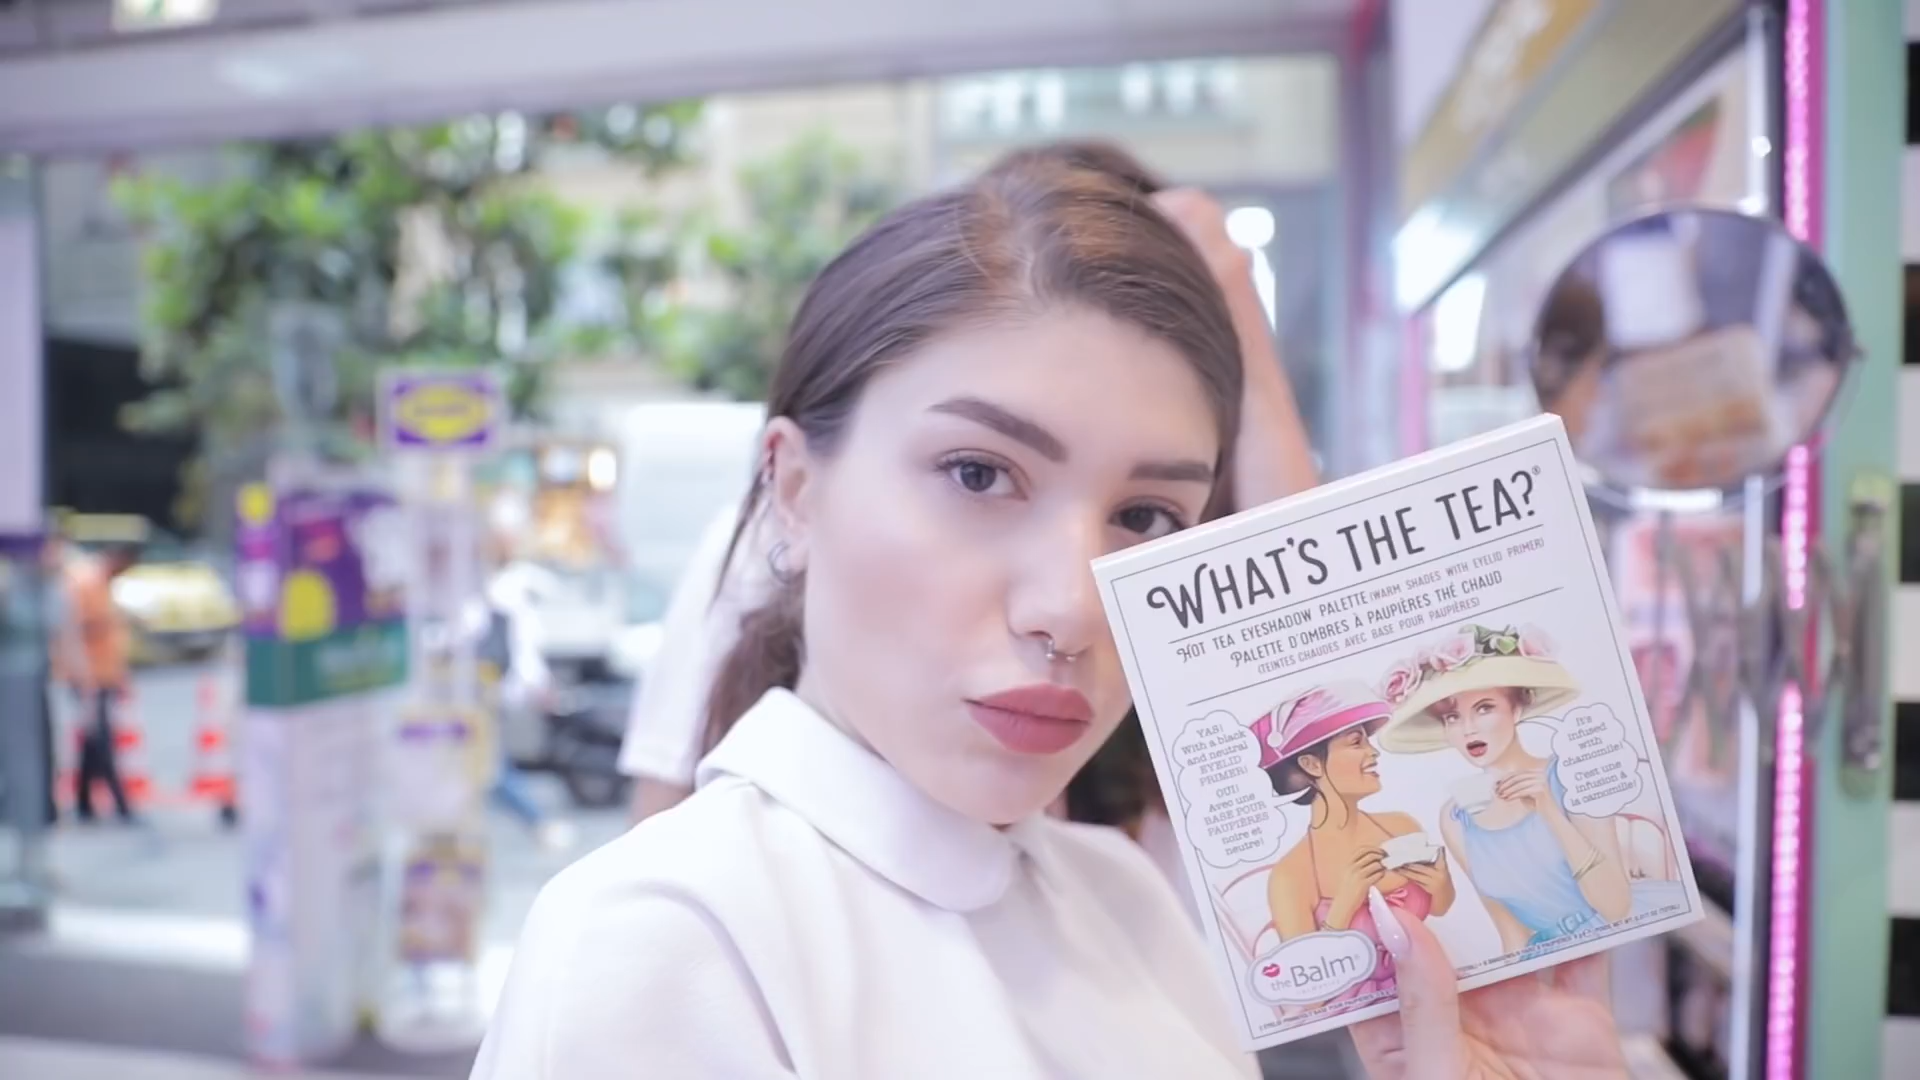 WHAT'S THE TEA?®
HOT TEA EYESHADOW PALETTE (WARM SHADES WITH EYELID PRIMER)
PALETTE D'OMBRES À PAUPIÈRES THÉ CHAUD
(TEINTES CHAUDES AVEC BASE POUR PAUPIÈRES)
YAS!
With a black
and neutral
EYELID
PRIMER!
OUI!
Avec une
BASE POUR
PAUPIÈRES
noire et
neutre!
It's
infused
with
chamomile!
C'est une
infusion à
la camomille!
theBalm®
COSMETICS